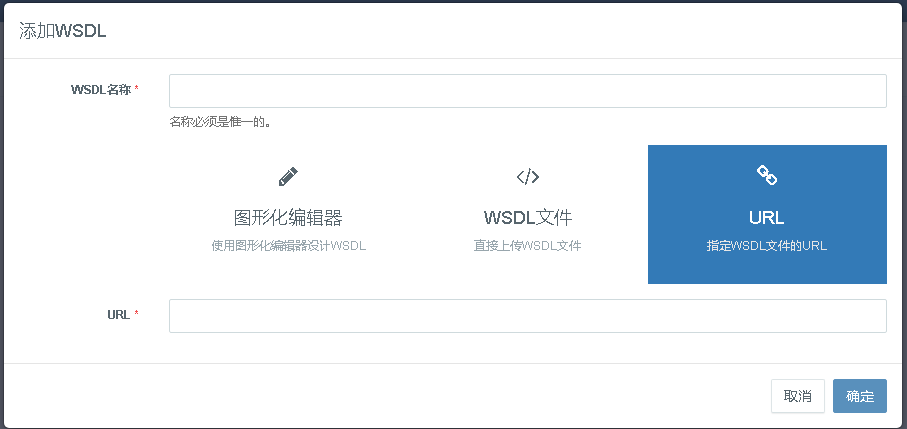 添加WSDL
WSDL名称 *
名称必须是惟一的。
图形化编辑器
使用图形化编辑器设计WSDL
WSDL文件
直接上传WSDL文件
URL
指定WSDL文件的URL
URL *
取消
确定